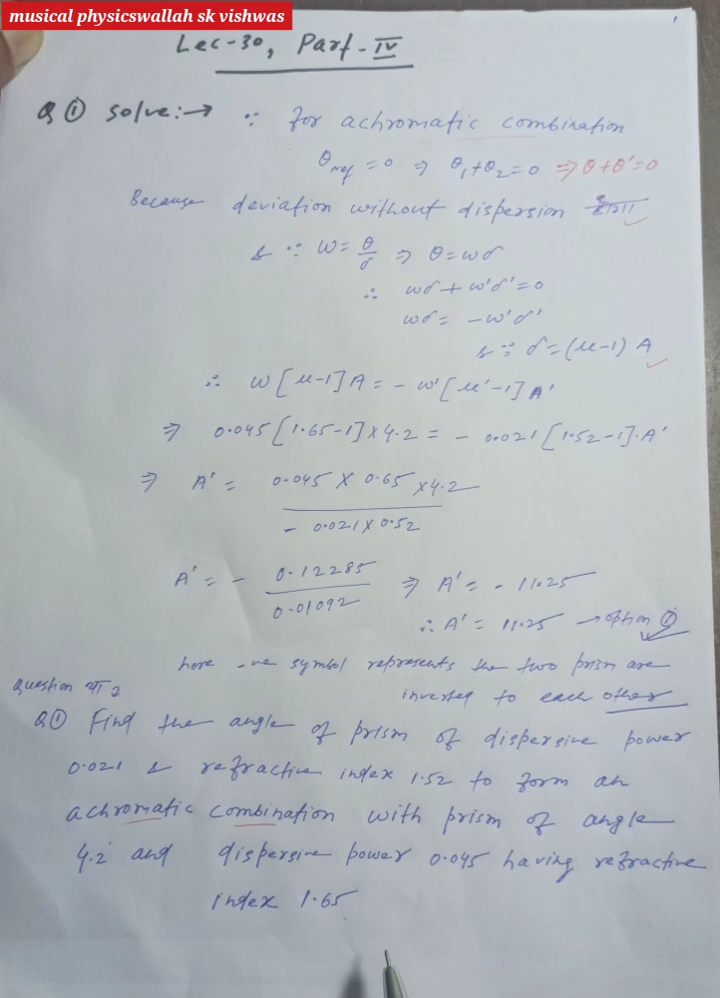 musical physicswallah sk vishwas
Lec-30, Part-IV
Q ① Solve:→ ∵ for achromatic combination
θnef = 0 ⇒ θ₁+θ₂=0 ⇒ θ+θ'=0
Because deviation without dispersion
& ∵ ω = θ/δ ⇒ θ = ωδ
∴ ωδ + ω'δ' = 0
ωδ = -ω'δ'
& ∵ δ = (μ-1) A
∴ ω [μ-1] A = - ω' [μ'-1] A'
⇒ 0.045 [1.65-1] × 4.2 = - 0.021 [1.52-1]. A'
⇒ A' = 0.045 × 0.65 × 4.2 / - 0.021 × 0.52
A' = - 0.12285 / 0.01092 ⇒ A' = - 11.25
∴ A' = 11.25 → option ①
here -ve symbol represents the two prism are
inverted to each other
Question
Q① Find the angle of prism of dispersive power
0.021 & refractive index 1.52 to form an
achromatic combination with prism of angle
4.2 and dispersive power 0.045 having refractive
index 1.65